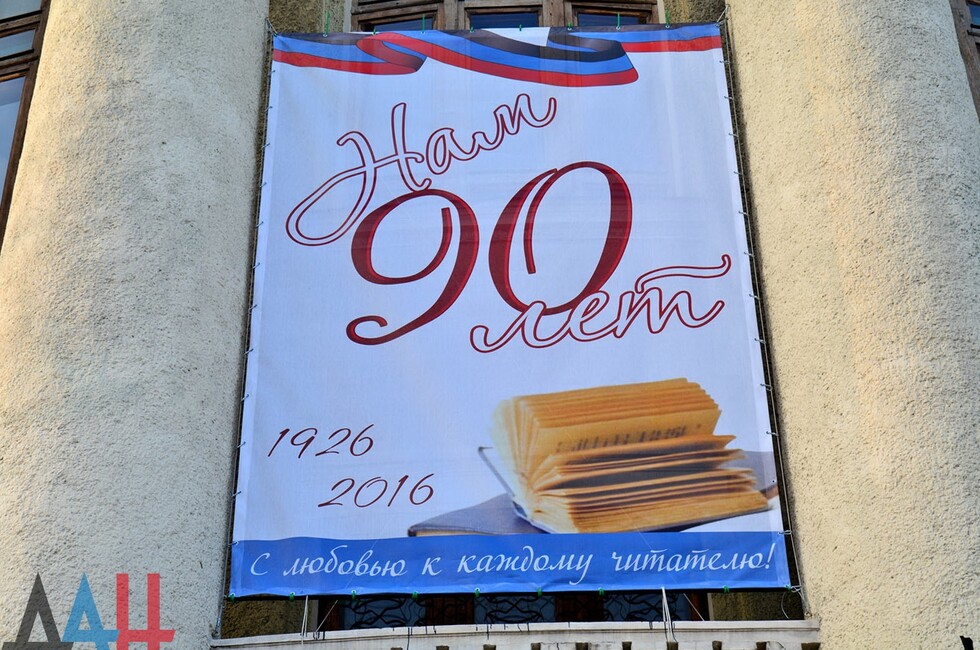 Нам
90
лет
1926
2016
С любовью к каждому читателю!
ДАН